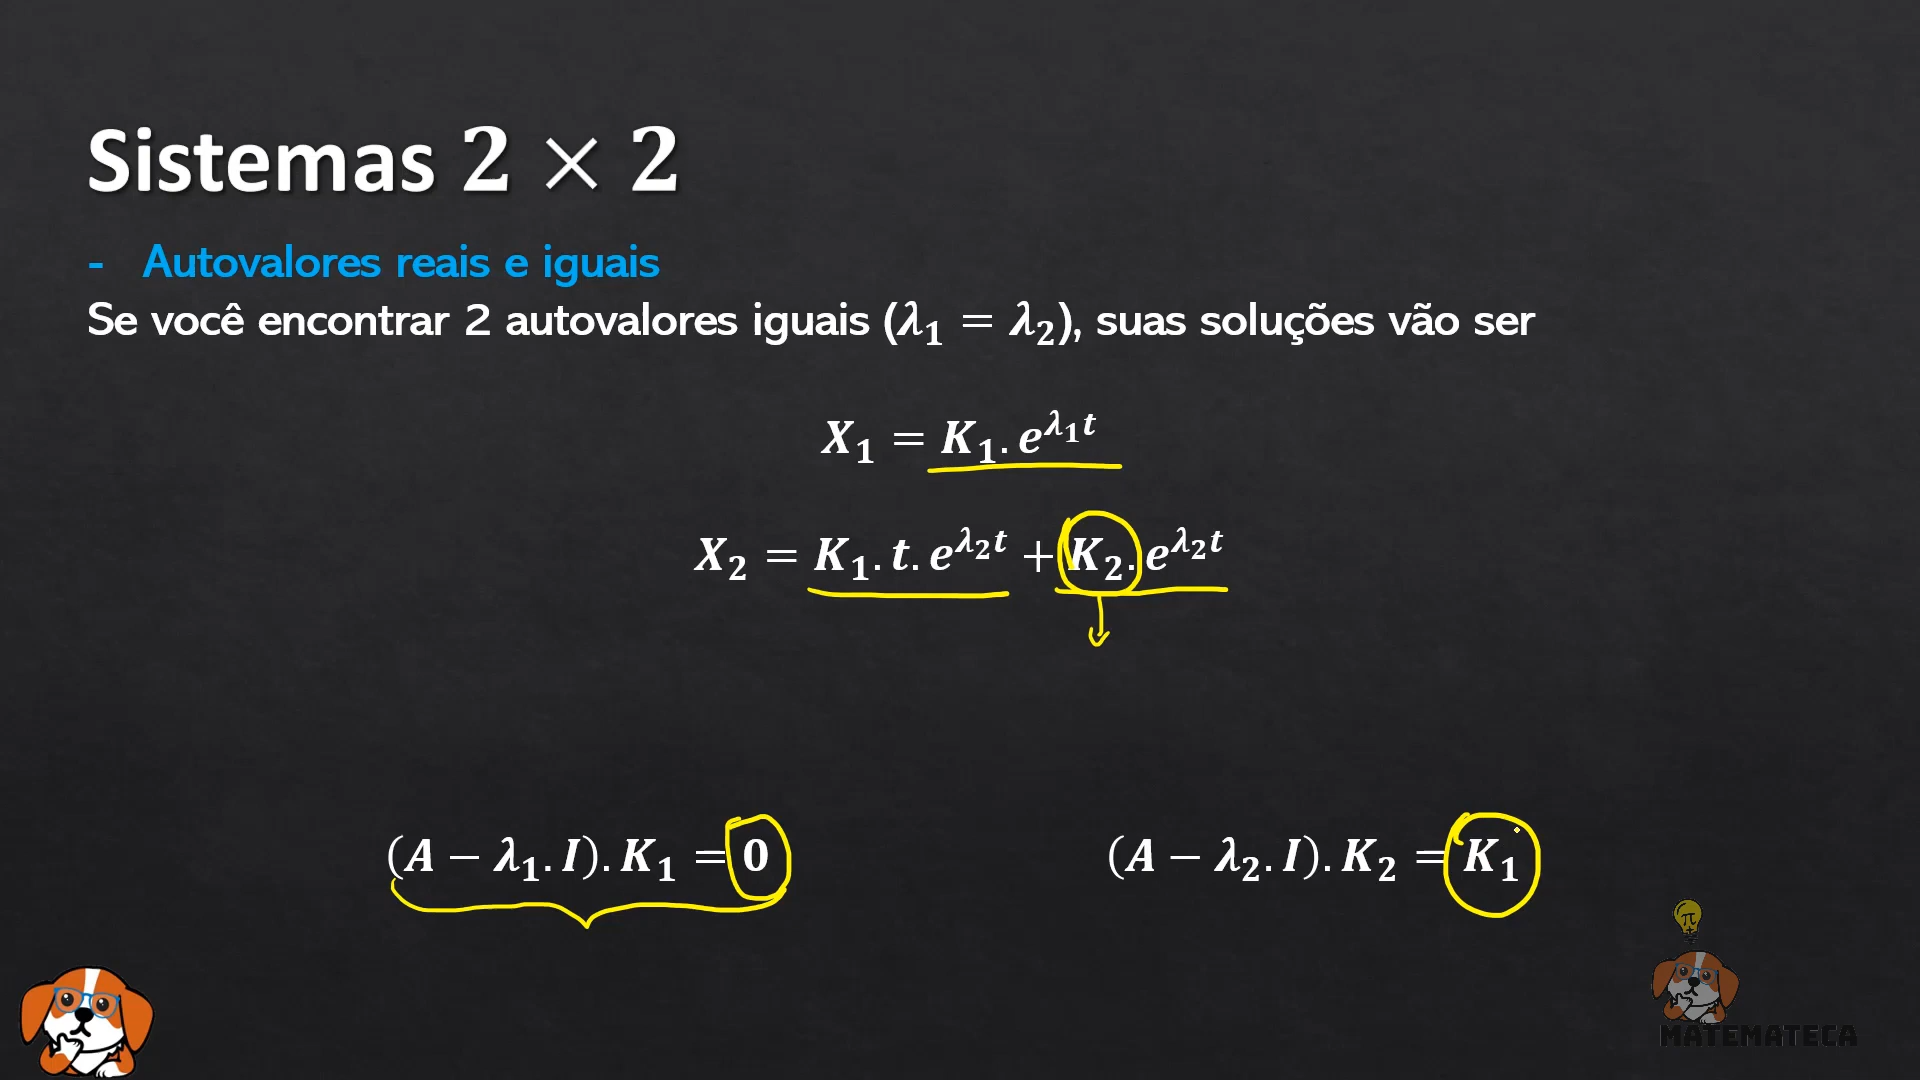 Sistemas 2 × 2
- Autovalores reais e iguais
Se você encontrar 2 autovalores iguais (λ₁ = λ₂), suas soluções vão ser
X₁ = K₁. e^{λ₁t}
X₂ = K₁. t. e^{λ₂t} + K₂. e^{λ₂t}
(A − λ₁. I). K₁ = 0
(A − λ₂. I). K₂ = K₁
π
MATEMATECA